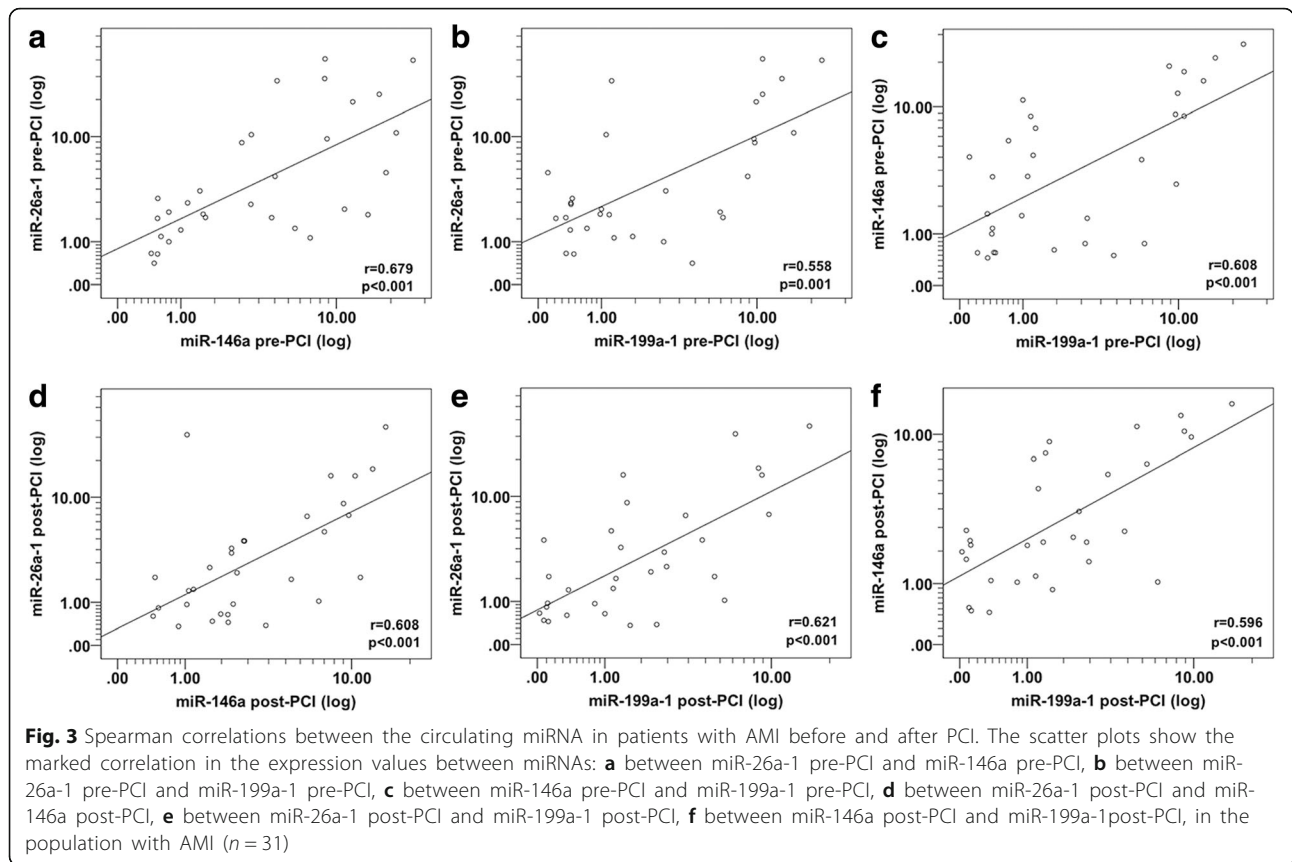 a
miR-26a-1 pre-PCI (log)
10.00
1.00
.00
r=0.679
p<0.001
.00 1.00 10.00
miR-146a pre-PCI (log)
b
miR-26a-1 pre-PCI (log)
10.00
1.00
.00
r=0.558
p=0.001
.00 1.00 10.00
miR-199a-1 pre-PCI (log)
c
miR-146a pre-PCI (log)
10.00
1.00
.00
r=0.608
p<0.001
.00 1.00 10.00
miR-199a-1 pre-PCI (log)
d
miR-26a-1 post-PCI (log)
10.00
1.00
.00
r=0.608
p<0.001
.00 1.00 10.00
miR-146a post-PCI (log)
e
miR-26a-1 post-PCI (log)
10.00
1.00
.00
r=0.621
p<0.001
.00 1.00 10.00
miR-199a-1 post-PCI (log)
f
miR-146a post-PCI (log)
10.00
1.00
.00
r=0.596
p<0.001
.00 1.00 10.00
miR-199a-1 post-PCI (log)
Fig. 3 Spearman correlations between the circulating miRNA in patients with AMI before and after PCI. The scatter plots show the
marked correlation in the expression values between miRNAs: a between miR-26a-1 pre-PCI and miR-146a pre-PCI, b between miR-
26a-1 pre-PCI and miR-199a-1 pre-PCI, c between miR-146a pre-PCI and miR-199a-1 pre-PCI, d between miR-26a-1 post-PCI and miR-
146a post-PCI, e between miR-26a-1 post-PCI and miR-199a-1 post-PCI, f between miR-146a post-PCI and miR-199a-1post-PCI, in the
population with AMI (n = 31)